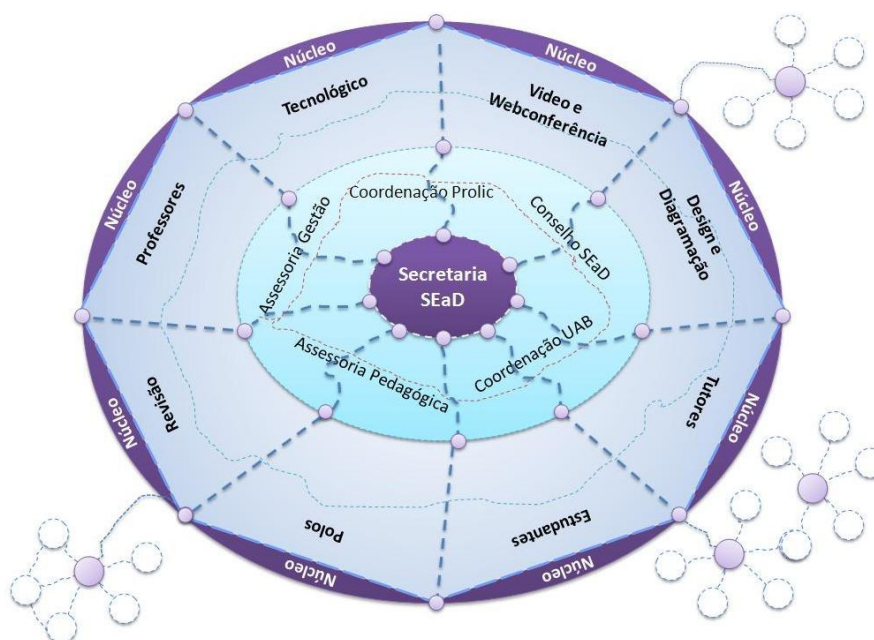 Núcleo
Tecnológico
Núcleo
Video e
Webconferência
Núcleo
Design e
Diagramação
Núcleo
Tutores
Núcleo
Estudantes
Núcleo
Polos
Núcleo
Revisão
Núcleo
Professores
Coordenação Prolic
Conselho SEaD
Coordenação UAB
Assessoria Pedagógica
Assessoria Gestão
Secretaria
SEaD